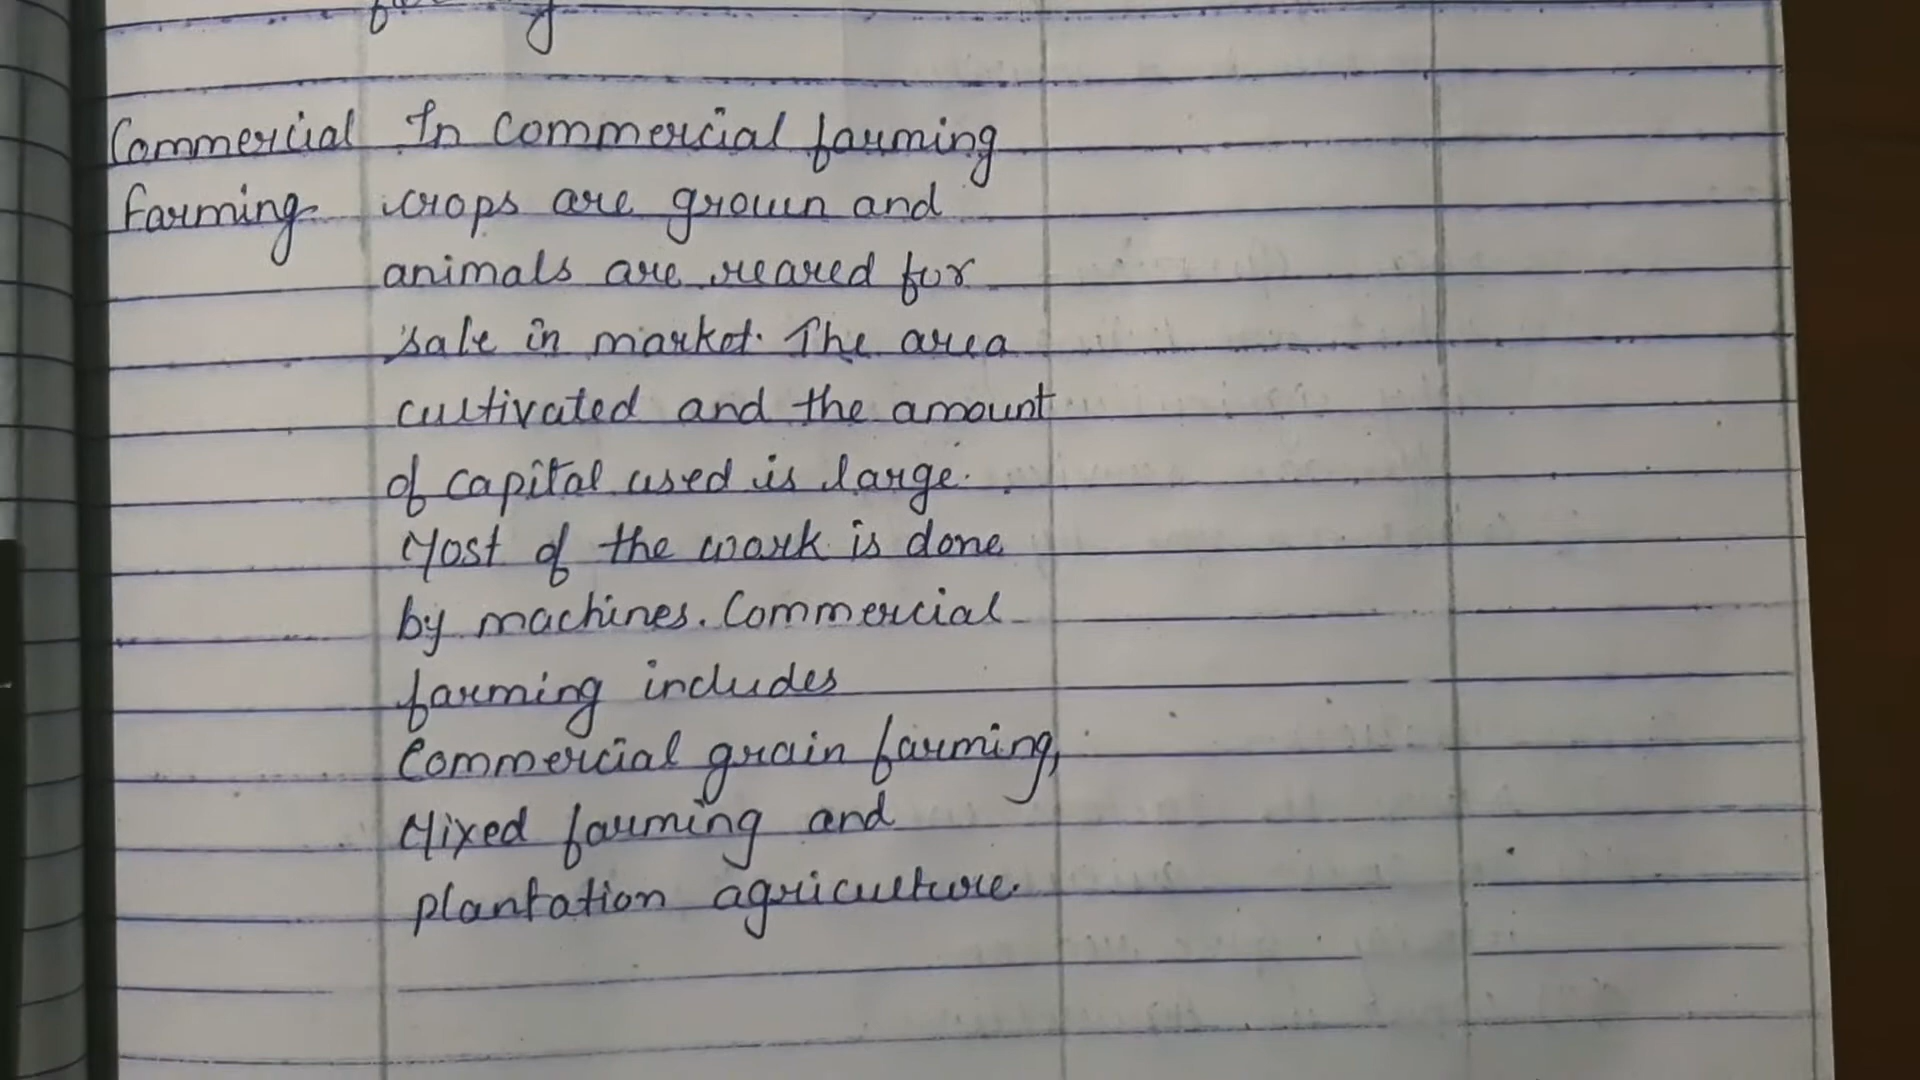 Commercial In Commercial farming
farming crops are grown and
animals are reared for
sale in market. The area
cultivated and the amount
of capital used is large.
Most of the work is done
by machines. Commercial
farming includes
Commercial grain farming,
Mixed farming and
plantation agriculture.